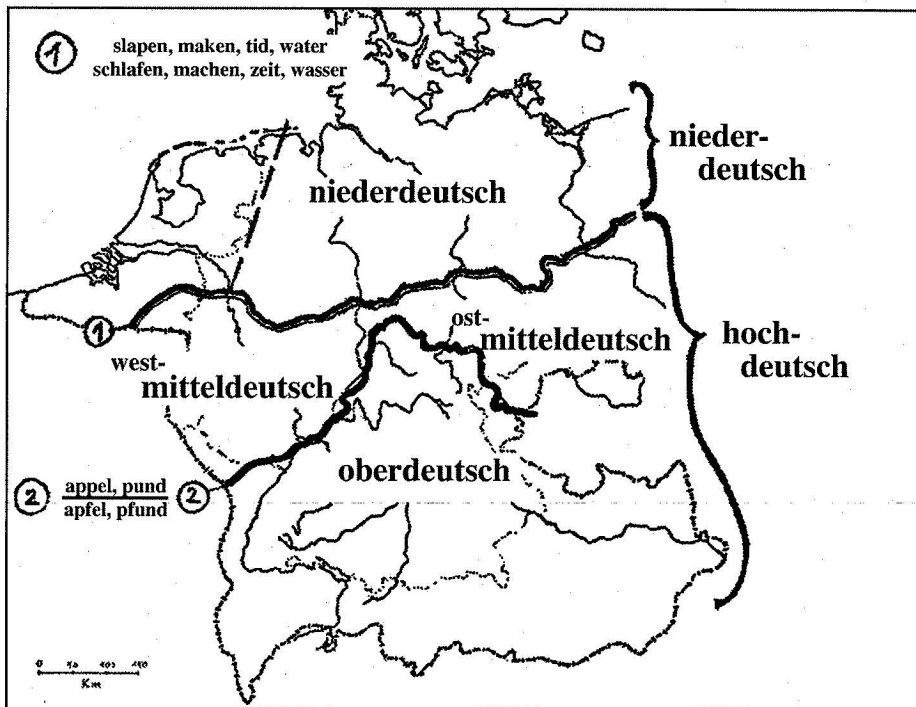 1 slapen, maken, tid, water
schlafen, machen, zeit, wasser
nieder-
deutsch
niederdeutsch
1
ost-
mitteldeutsch
hoch-
deutsch
west-
mitteldeutsch
oberdeutsch
2 appel, pund 2
apfel, pfund
0
Km